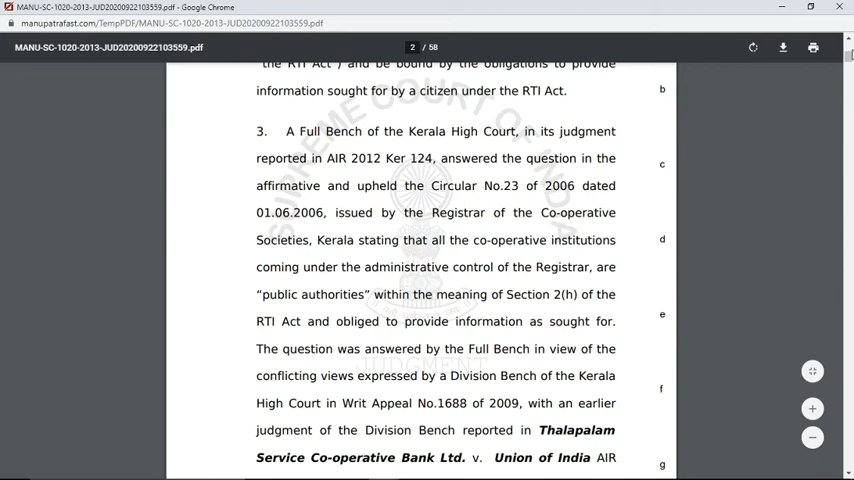 MANU-SC-1020-2013-JUD20200922103559.pdf - Google Chrome
manupatrafast.com/TempPDF/MANU-SC-1020-2013-JUD20200922103559.pdf
MANU-SC-1020-2013-JUD20200922103559.pdf
2 / 58
"the RTI Act") and be bound by the obligations to provide
information sought for by a citizen under the RTI Act.
b
3. A Full Bench of the Kerala High Court, in its judgment
reported in AIR 2012 Ker 124, answered the question in the
c
affirmative and upheld the Circular No.23 of 2006 dated
01.06.2006, issued by the Registrar of the Co-operative
Societies, Kerala stating that all the co-operative institutions
d
coming under the administrative control of the Registrar, are
“public authorities” within the meaning of Section 2(h) of the
RTI Act and obliged to provide information as sought for.
e
The question was answered by the Full Bench in view of the
conflicting views expressed by a Division Bench of the Kerala
f
High Court in Writ Appeal No.1688 of 2009, with an earlier
judgment of the Division Bench reported in Thalapalam
Service Co-operative Bank Ltd. v. Union of India AIR
g
SUPREME COURT OF INDIA
JUDGMENT